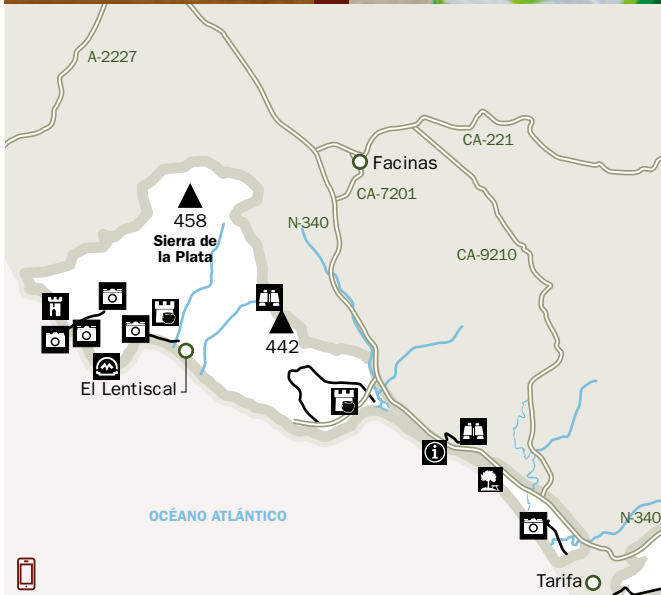 A-2227
CA-221
Facinas
CA-7201
458
Sierra de
la Plata
N-340
CA-9210
442
El Lentiscal
OCÉANO ATLÁNTICO
N-340
Tarifa